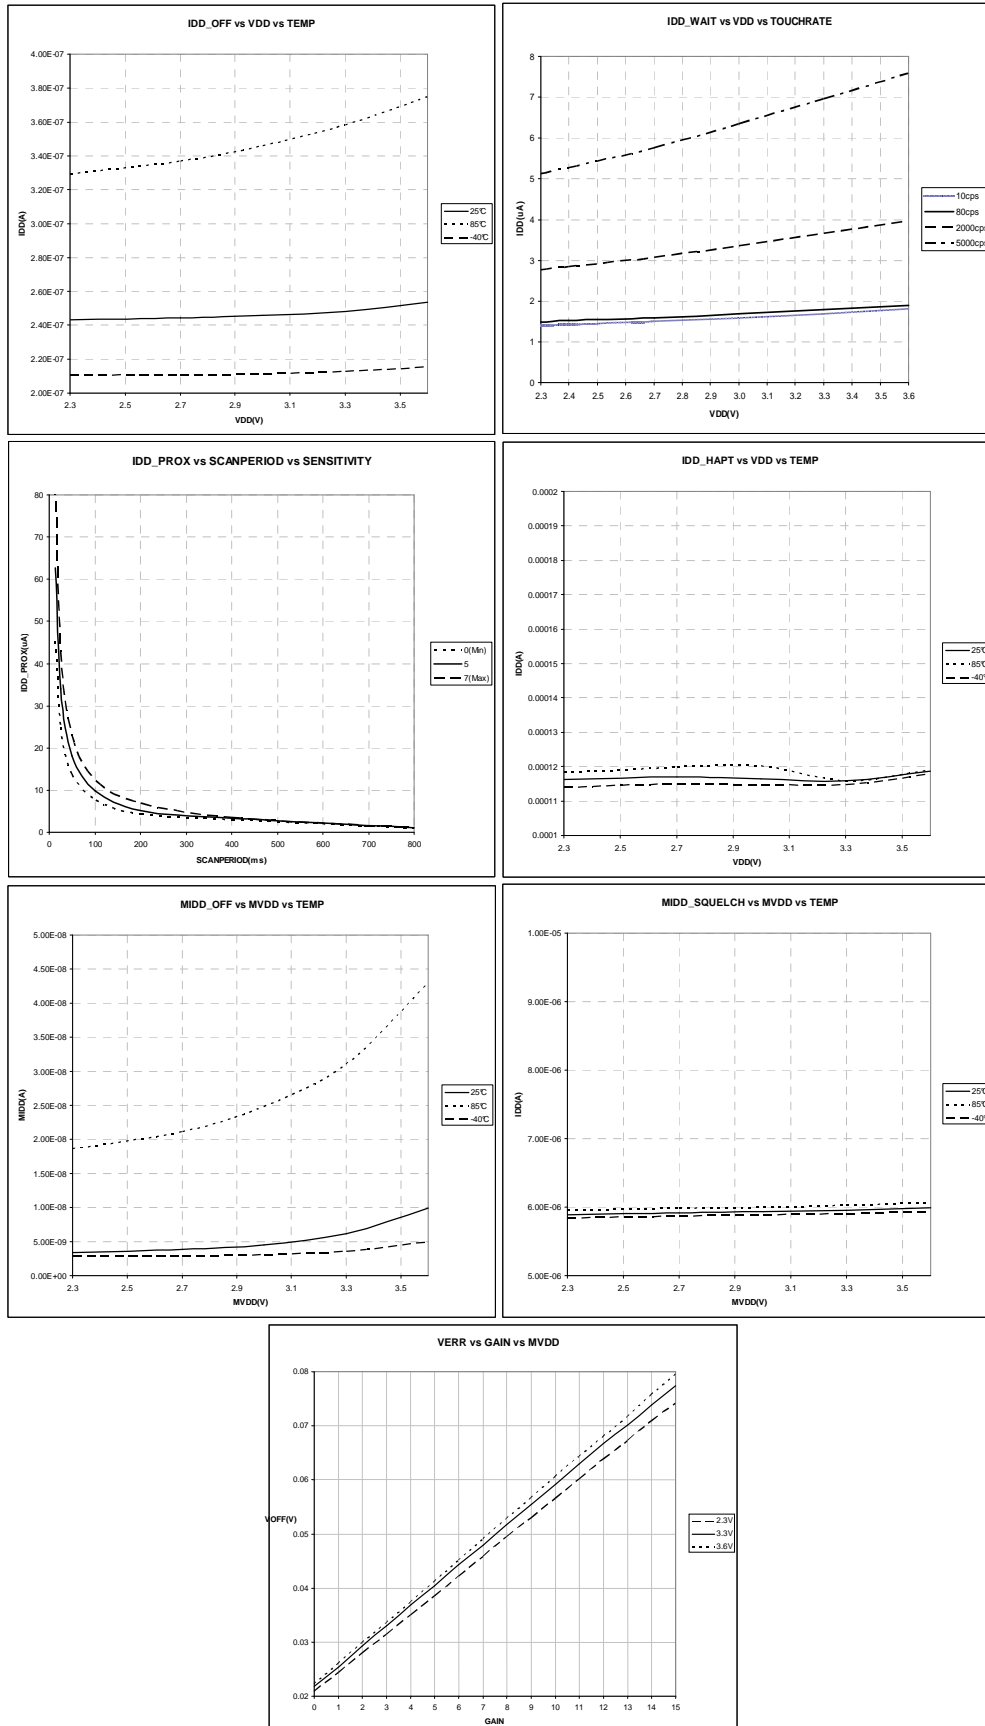 IDD_OFF vs VDD vs TEMP
4.00E-07
3.80E-07
3.60E-07
3.40E-07
3.20E-07
3.00E-07
2.80E-07
2.60E-07
2.40E-07
2.20E-07
2.00E-07
IDD(A)
2.3 2.5 2.7 2.9 3.1 3.3 3.5
VDD(V)
25°C
85°C
-40°C
IDD_WAIT vs VDD vs TOUCHRATE
8
7
6
5
4
3
2
1
0
IDD(uA)
2.3 2.4 2.5 2.6 2.7 2.8 2.9 3.0 3.1 3.2 3.3 3.4 3.5 3.6
VDD(V)
10cps
80cps
2000cps
5000cps
IDD_PROX vs SCANPERIOD vs SENSITIVITY
80
70
60
50
40
30
20
10
0
IDD_PROX(uA)
0 100 200 300 400 500 600 700 800
SCANPERIOD(ms)
0(Min)
5
7(Max)
IDD_HAPT vs VDD vs TEMP
0.0002
0.00019
0.00018
0.00017
0.00016
0.00015
0.00014
0.00013
0.00012
0.00011
0.0001
IDD(A)
2.3 2.5 2.7 2.9 3.1 3.3 3.5
VDD(V)
25°C
85°C
-40°
MIDD_OFF vs MVDD vs TEMP
5.00E-08
4.50E-08
4.00E-08
3.50E-08
3.00E-08
2.50E-08
2.00E-08
1.50E-08
1.00E-08
5.00E-09
0.00E+00
MIDD(A)
2.3 2.5 2.7 2.9 3.1 3.3 3.5
MVDD(V)
25°C
85°C
-40°C
MIDD_SQUELCH vs MVDD vs TEMP
1.00E-05
9.00E-06
8.00E-06
7.00E-06
6.00E-06
5.00E-06
IDD(A)
2.3 2.5 2.7 2.9 3.1 3.3 3.5
MVDD(V)
25°C
85°C
-40°
VERR vs GAIN vs MVDD
0.08
0.07
0.06
0.05
0.04
0.03
0.02
VOFF(V)
0 1 2 3 4 5 6 7 8 9 10 11 12 13 14 15
GAIN
2.3V
3.3V
3.6V